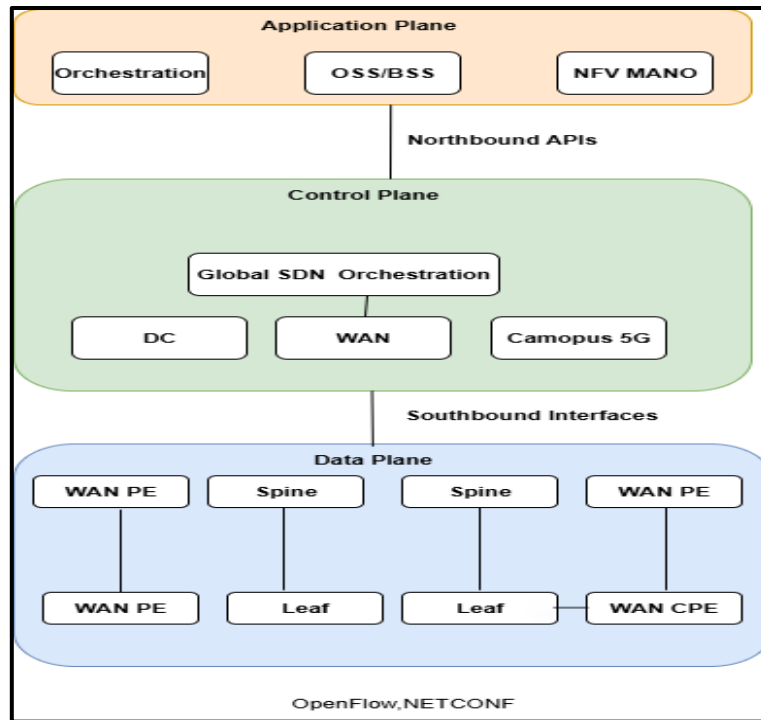 Application Plane
Orchestration
OSS/BSS
NFV MANO
Northbound APIs
Control Plane
Global SDN Orchestration
DC
WAN
Camopus 5G
Southbound Interfaces
Data Plane
WAN PE
Spine
Spine
WAN PE
WAN PE
Leaf
Leaf
WAN CPE
OpenFlow,NETCONF